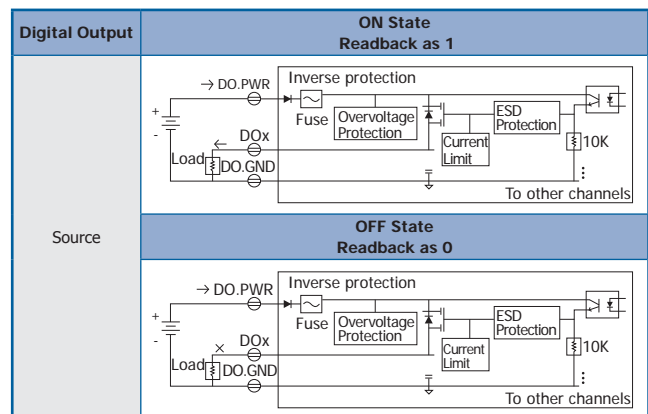 Digital Output
ON State
Readback as 1
Source
Inverse protection
→ DO.PWR
+
-
Fuse
Overvoltage
Protection
ESD
Protection
← DOx
Current
Limit
10K
Load
DO.GND
To other channels
OFF State
Readback as 0
Inverse protection
→ DO.PWR
+
-
Fuse
Overvoltage
Protection
ESD
Protection
× DOx
Current
Limit
10K
Load
DO.GND
To other channels